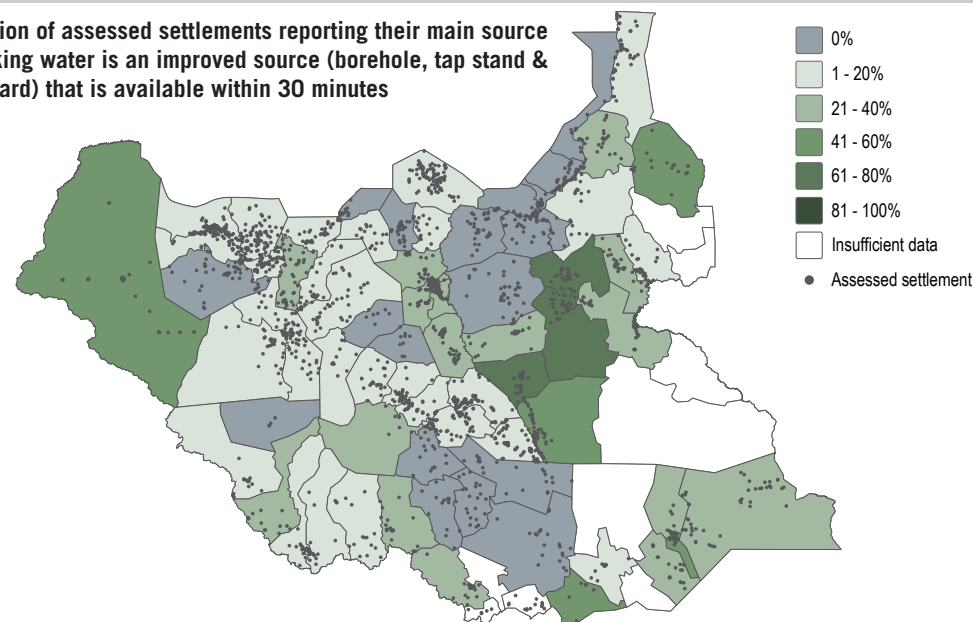 ion of assessed settlements reporting their main source
king water is an improved source (borehole, tap stand &
ard) that is available within 30 minutes
0%
1 - 20%
21 - 40%
41 - 60%
61 - 80%
81 - 100%
Insufficient data
Assessed settlement